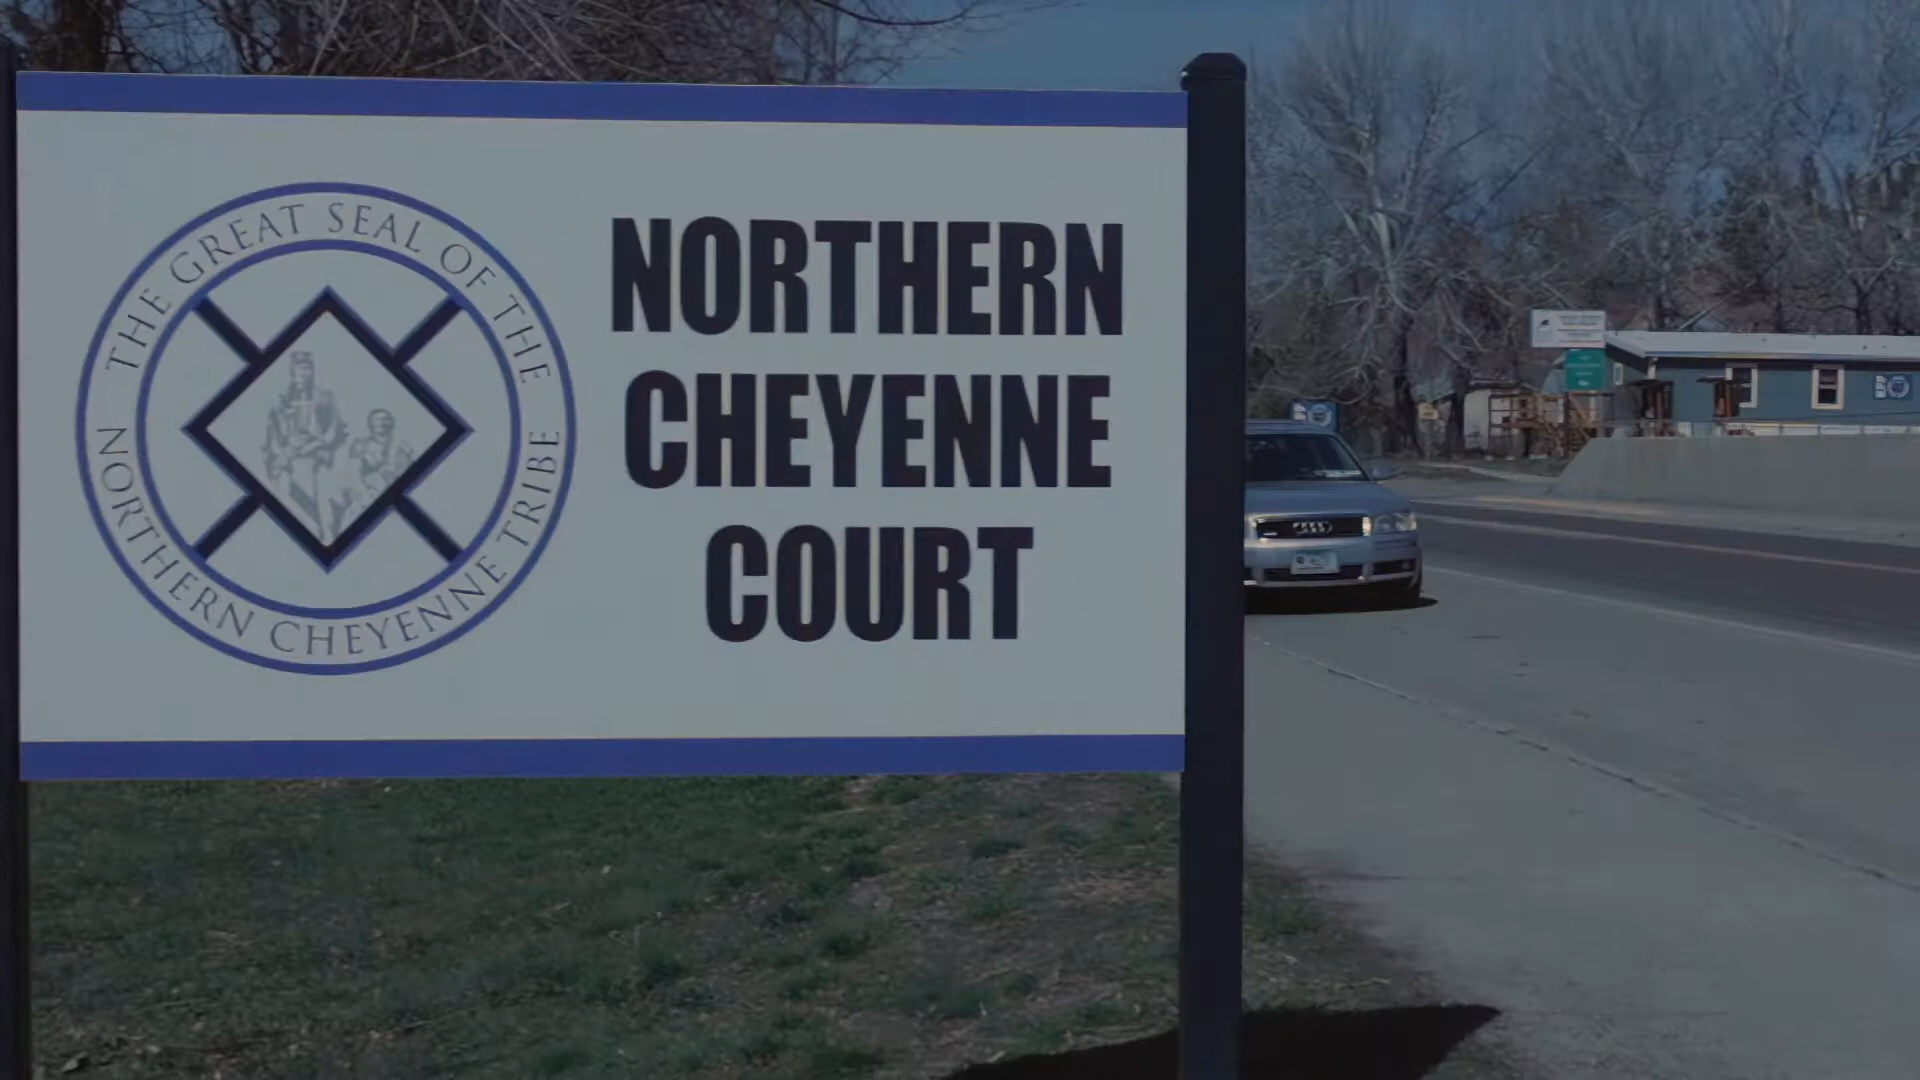 THE GREAT SEAL OF THE
NORTHERN CHEYENNE TRIBE
NORTHERN
CHEYENNE
COURT